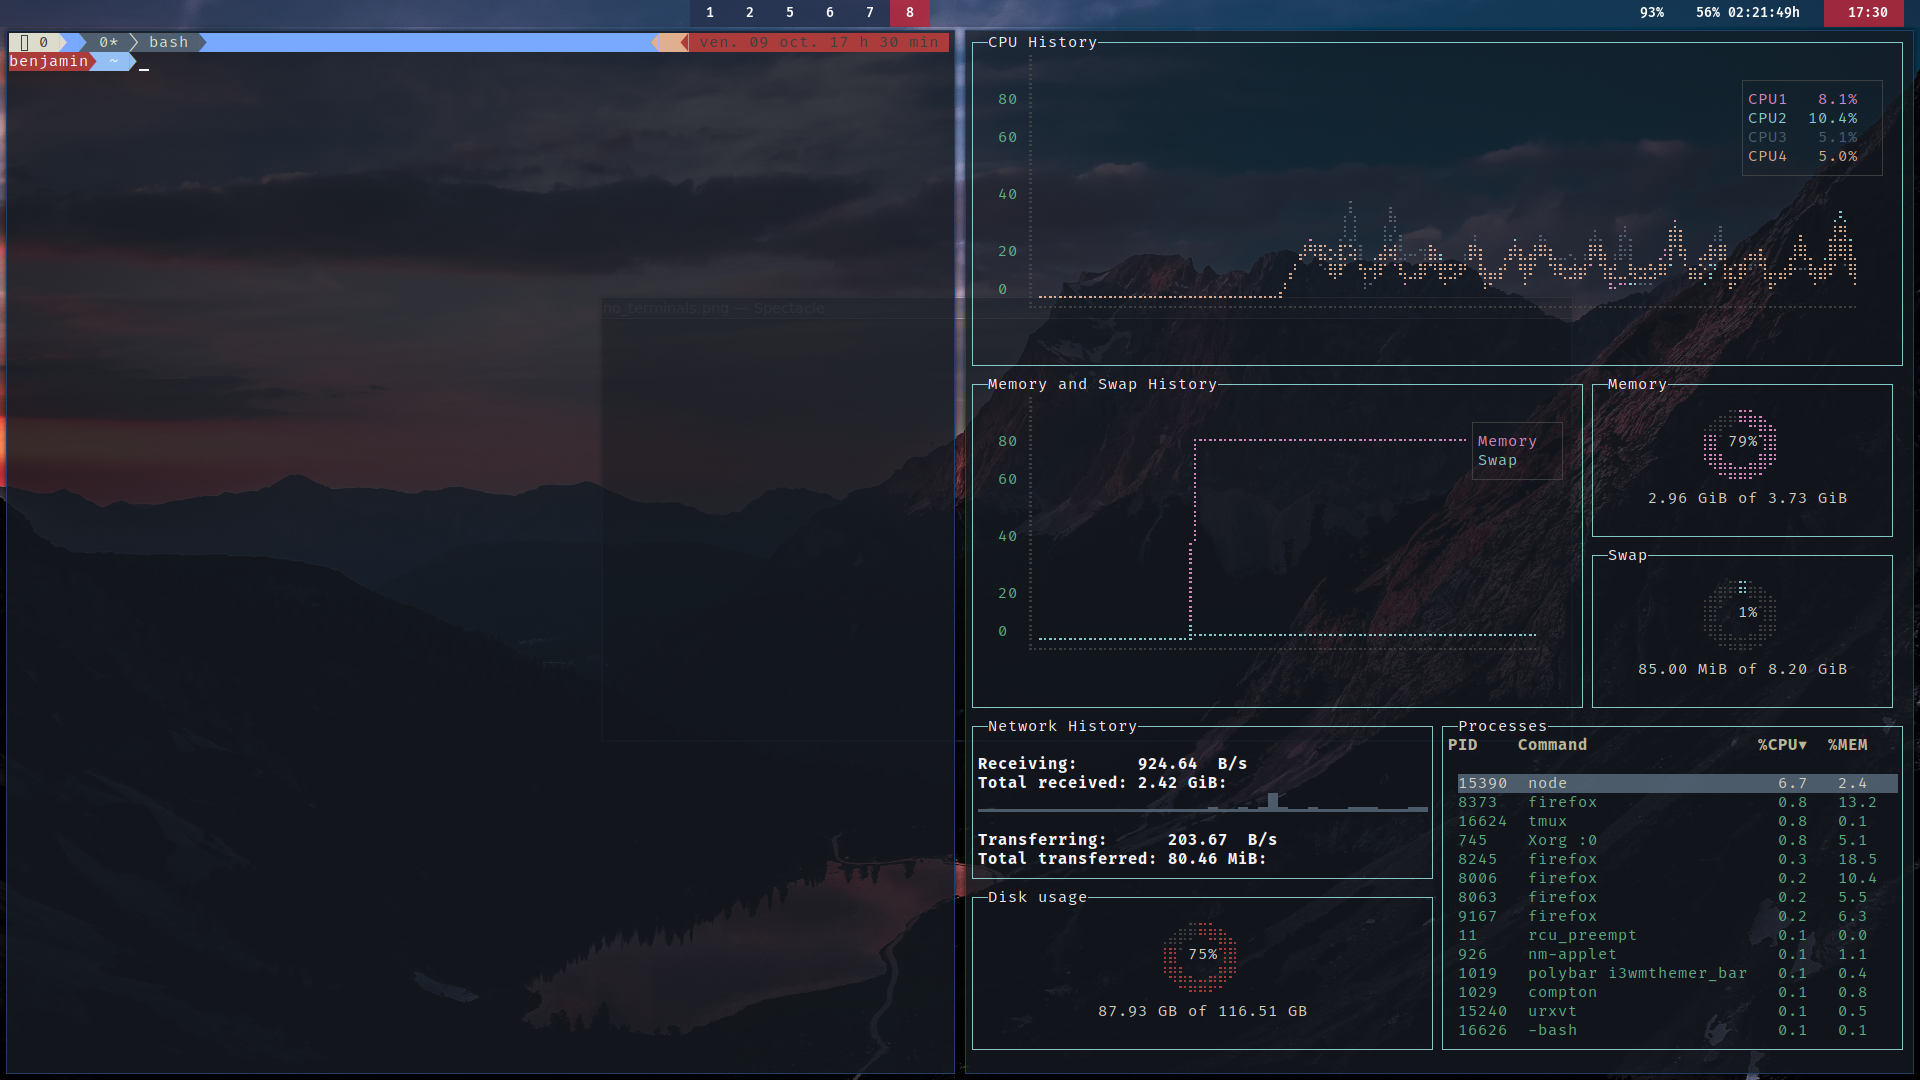 1 2 5 6 7 8
93% 56% 02:21:49h 17:30
0 0* bash ven. 09 oct. 17 h 30 min
benjamin ~
no_terminals.png — Spectacle
CPU History
80
60
40
20
0
CPU1 8.1%
CPU2 10.4%
CPU3 5.1%
CPU4 5.0%
Memory and Swap History
80
60
40
20
0
Memory
Swap
Memory
79%
2.96 GiB of 3.73 GiB
Swap
1%
85.00 MiB of 8.20 GiB
Network History
Receiving: 924.64 B/s
Total received: 2.42 GiB:
Transferring: 203.67 B/s
Total transferred: 80.46 MiB:
Disk usage
75%
87.93 GB of 116.51 GB
Processes
PID Command %CPU▼ %MEM
15390 node 6.7 2.4
8373 firefox 0.8 13.2
16624 tmux 0.8 0.1
745 Xorg :0 0.8 5.1
8245 firefox 0.3 18.5
8006 firefox 0.2 10.4
8063 firefox 0.2 5.5
9167 firefox 0.2 6.3
11 rcu_preempt 0.1 0.0
926 nm-applet 0.1 1.1
1019 polybar i3wmthemer_bar 0.1 0.4
1029 compton 0.1 0.8
15240 urxvt 0.1 0.5
16626 -bash 0.1 0.1